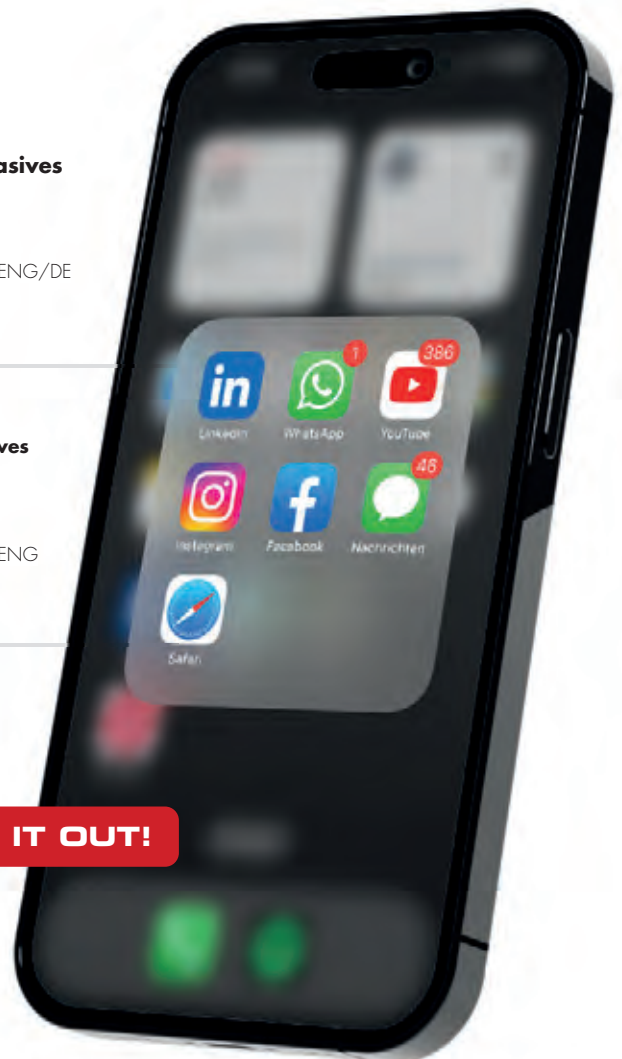 asives
ENG/DE
ves
ENG
in
1
386
LinkedIn
WhatsApp
YouTube
46
f
Instagram
Facebook
Nachrichten
Safari
IT OUT!